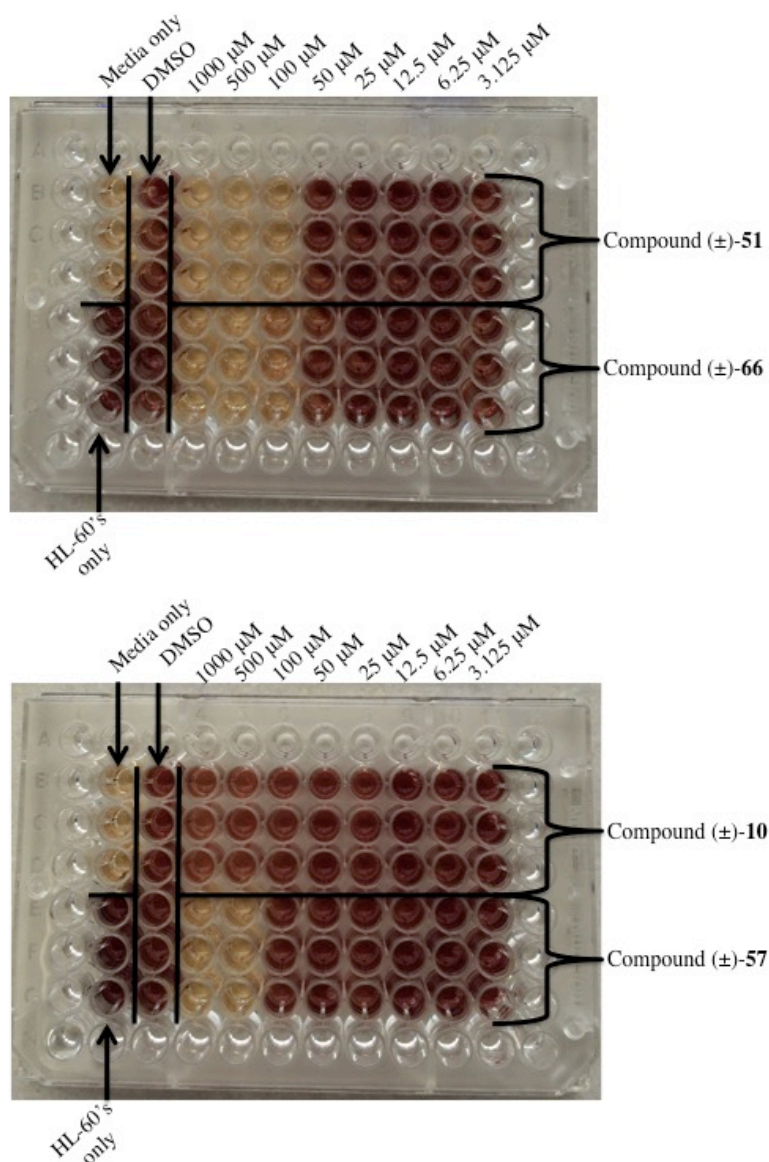 Media only
DMSO
1000 μM
500 μM
100 μM
50 μM
25 μM
12.5 μM
6.25 μM
3.125 μM
A
B
C
Compound (±)-51
Compound (±)-66
HL-60's
only
Media only
DMSO
1000 μM
500 μM
100 μM
50 μM
25 μM
12.5 μM
6.25 μM
3.125 μM
A
B
C
D
E
F
Compound (±)-10
Compound (±)-57
HL-60's
only